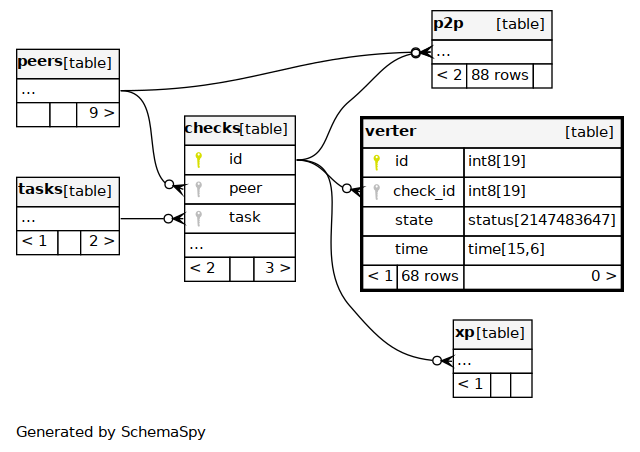 p2p [table]
...
< 2 88 rows
peers [table]
...
9 >
checks [table]
id
peer
task
...
< 2 3 >
verter [table]
id int8[19]
check_id int8[19]
state status[2147483647]
time time[15,6]
< 1 68 rows 0 >
tasks [table]
...
< 1 2 >
xp [table]
...
< 1
Generated by SchemaSpy